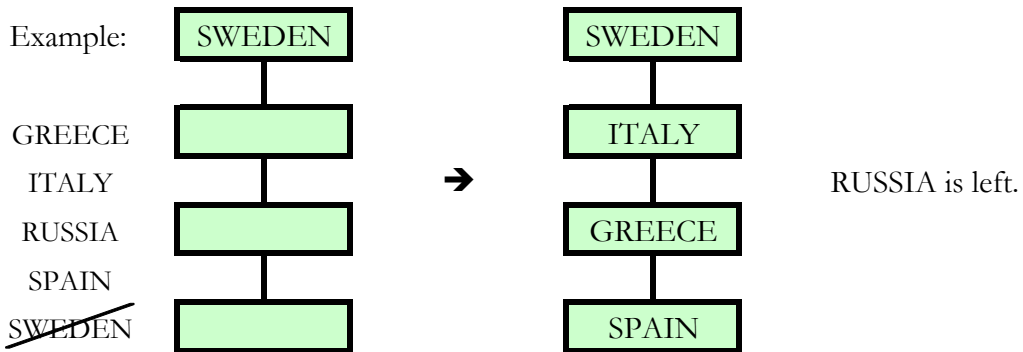 Example:
SWEDEN
SWEDEN
GREECE
ITALY
ITALY
➔
RUSSIA is left.
RUSSIA
GREECE
SPAIN
SWEDEN
SPAIN